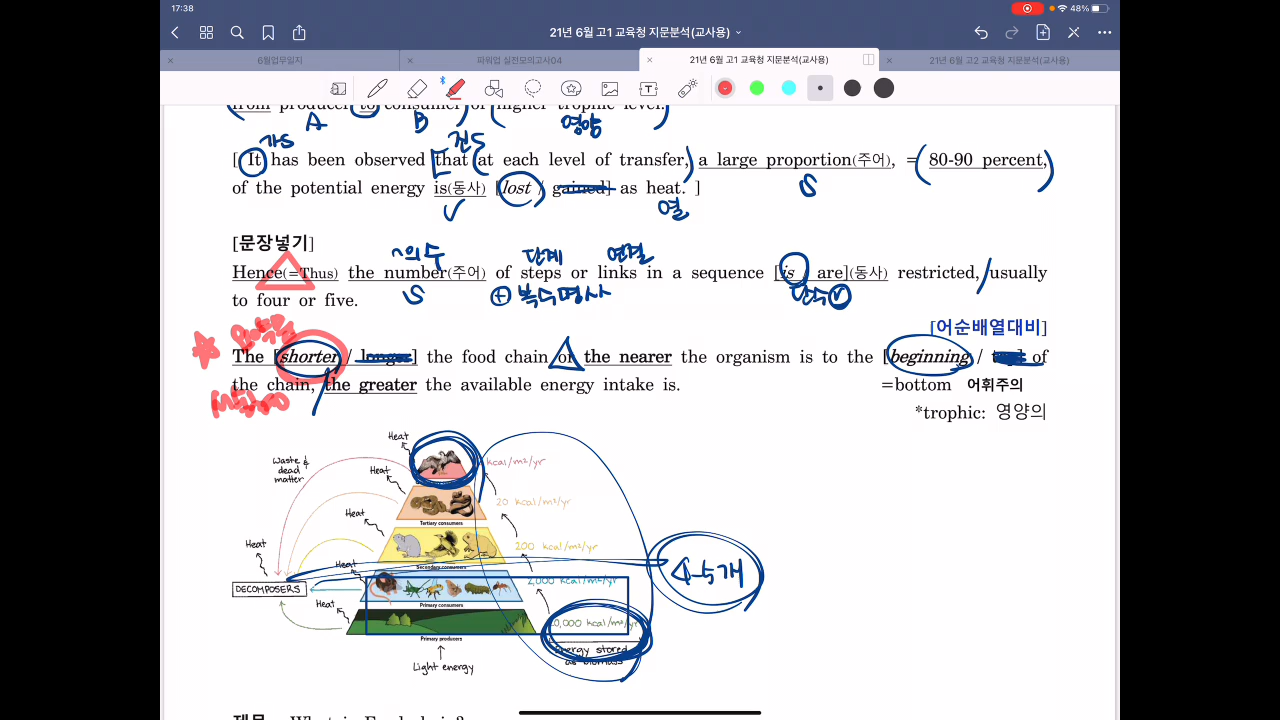 17:38
48%
21년 6월 고1 교육청 지문분석(교사용)
6월업무일지
파워업 실전모의고사04
21년 6월 고1 교육청 지문분석(교사용)
21년 6월 고2 교육청 지문분석(교사용)
from producer to consumer or higher trophic level.
A B 영양
가S 진S
[ It has been observed that at each level of transfer, a large proportion(주어), = 80-90 percent,
S
of the potential energy is(동사) [lost / gained] as heat. ]
V 열
[문장넣기]
~의 수 단계 연결
Hence(=Thus) the number(주어) of steps or links in a sequence [is / are](동사) restricted, usually
S + 복수명사 단수 V
to four or five.
[어순배열대비]
The [shorter / longer] the food chain or the nearer the organism is to the [beginning / of
the chain, the greater the available energy intake is.
=bottom 어휘주의
*trophic: 영양의
Heat
Waste &
dead
matter
kcal/m²/yr
Heat
20 kcal/m²/yr
Tertiary consumers
Heat
200 kcal/m²/yr
Secondary consumers
Heat
Heat
DECOMPOSERS
2,000 kcal/m²/yr
4-5개
Primary consumers
Heat
0,000 kcal/m²/yr
Primary producers
Energy stored
as biomass
Light energy